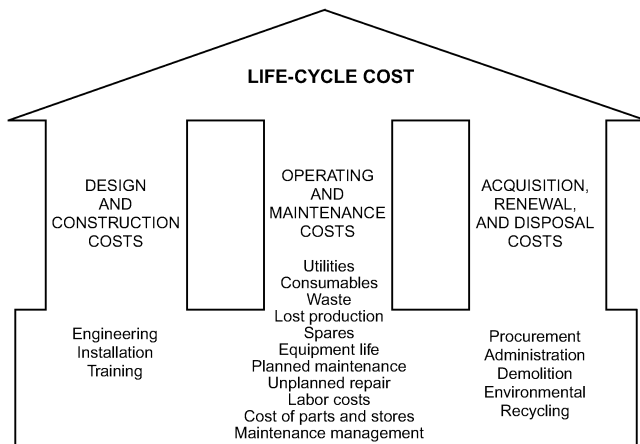 LIFE-CYCLE COST
DESIGN
AND
CONSTRUCTION
COSTS
Engineering
Installation
Training
OPERATING
AND
MAINTENANCE
COSTS
Utilities
Consumables
Waste
Lost production
Spares
Equipment life
Planned maintenance
Unplanned repair
Labor costs
Cost of parts and stores
Maintenance management
ACQUISITION,
RENEWAL,
AND DISPOSAL
COSTS
Procurement
Administration
Demolition
Environmental
Recycling